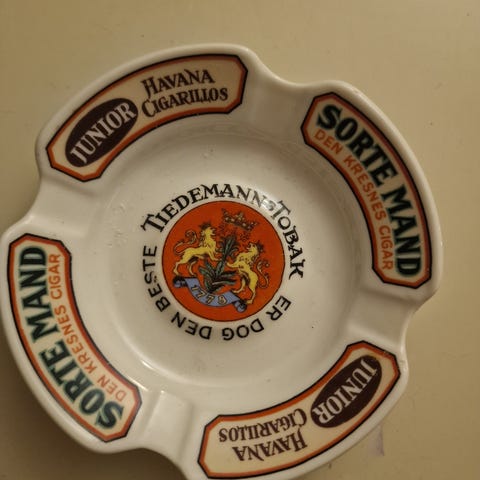 JUNIOR
HAVANA
CIGARILLOS
SORTE MAND
DEN KRESNES CIGAR
TIEDEMANNS TOBAK
ER DOG DEN BESTE
1778
SORTE MAND
DEN KRESNES CIGAR
JUNIOR
HAVANA
CIGARILLOS